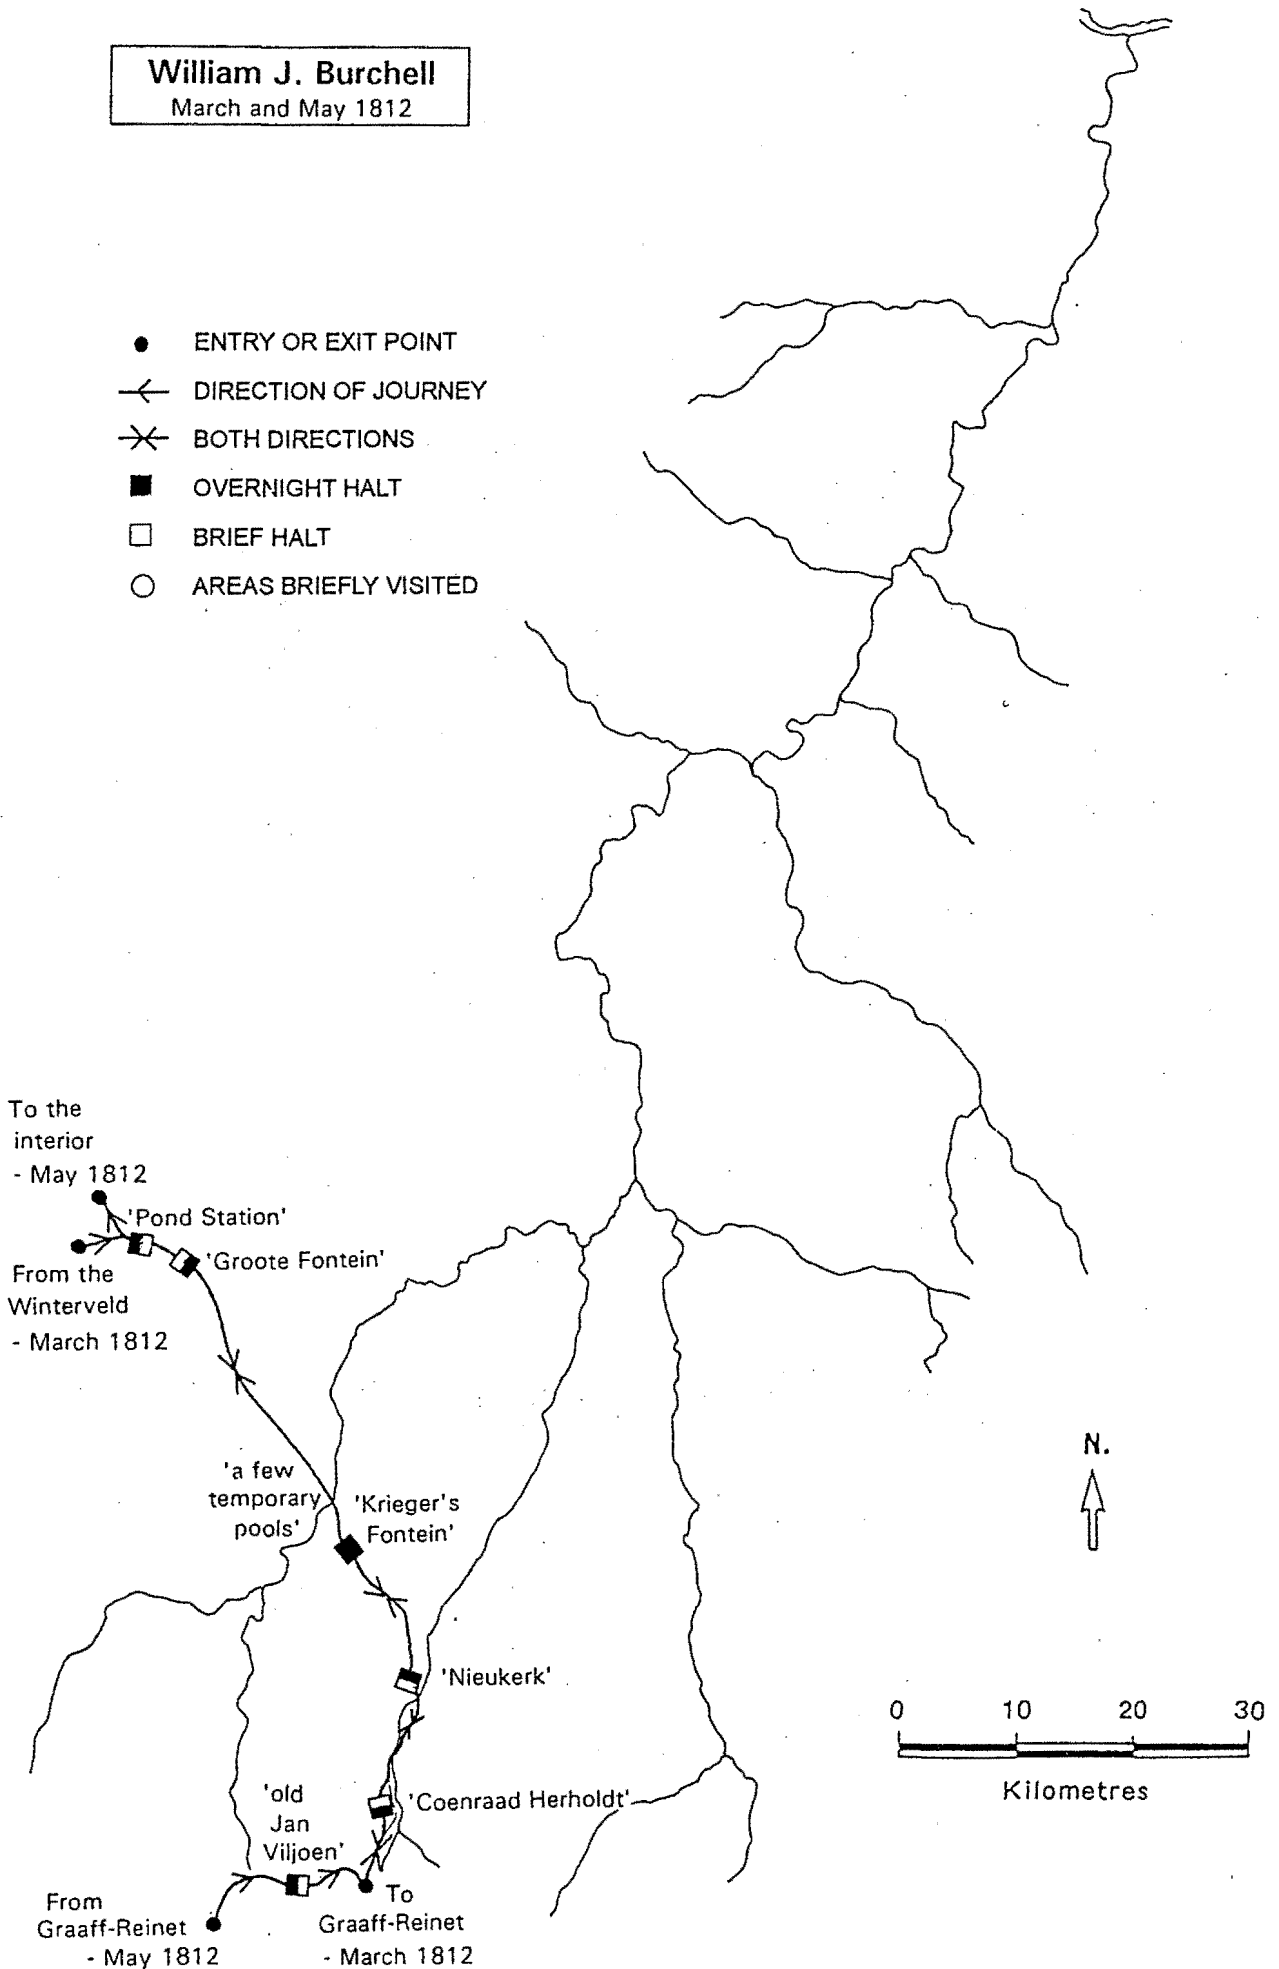 William J. Burchell
March and May 1812
ENTRY OR EXIT POINT
DIRECTION OF JOURNEY
BOTH DIRECTIONS
OVERNIGHT HALT
BRIEF HALT
AREAS BRIEFLY VISITED
To the
interior
- May 1812
'Pond Station'
'Groote Fontein'
From the
Winterveld
- March 1812
'a few
temporary
pools'
'Krieger's
Fontein'
N.
'Nieukerk'
0 10 20 30
Kilometres
'old
Jan
Viljoen'
'Coenraad Herholdt'
From
Graaff-Reinet
- May 1812
To
Graaff-Reinet
- March 1812